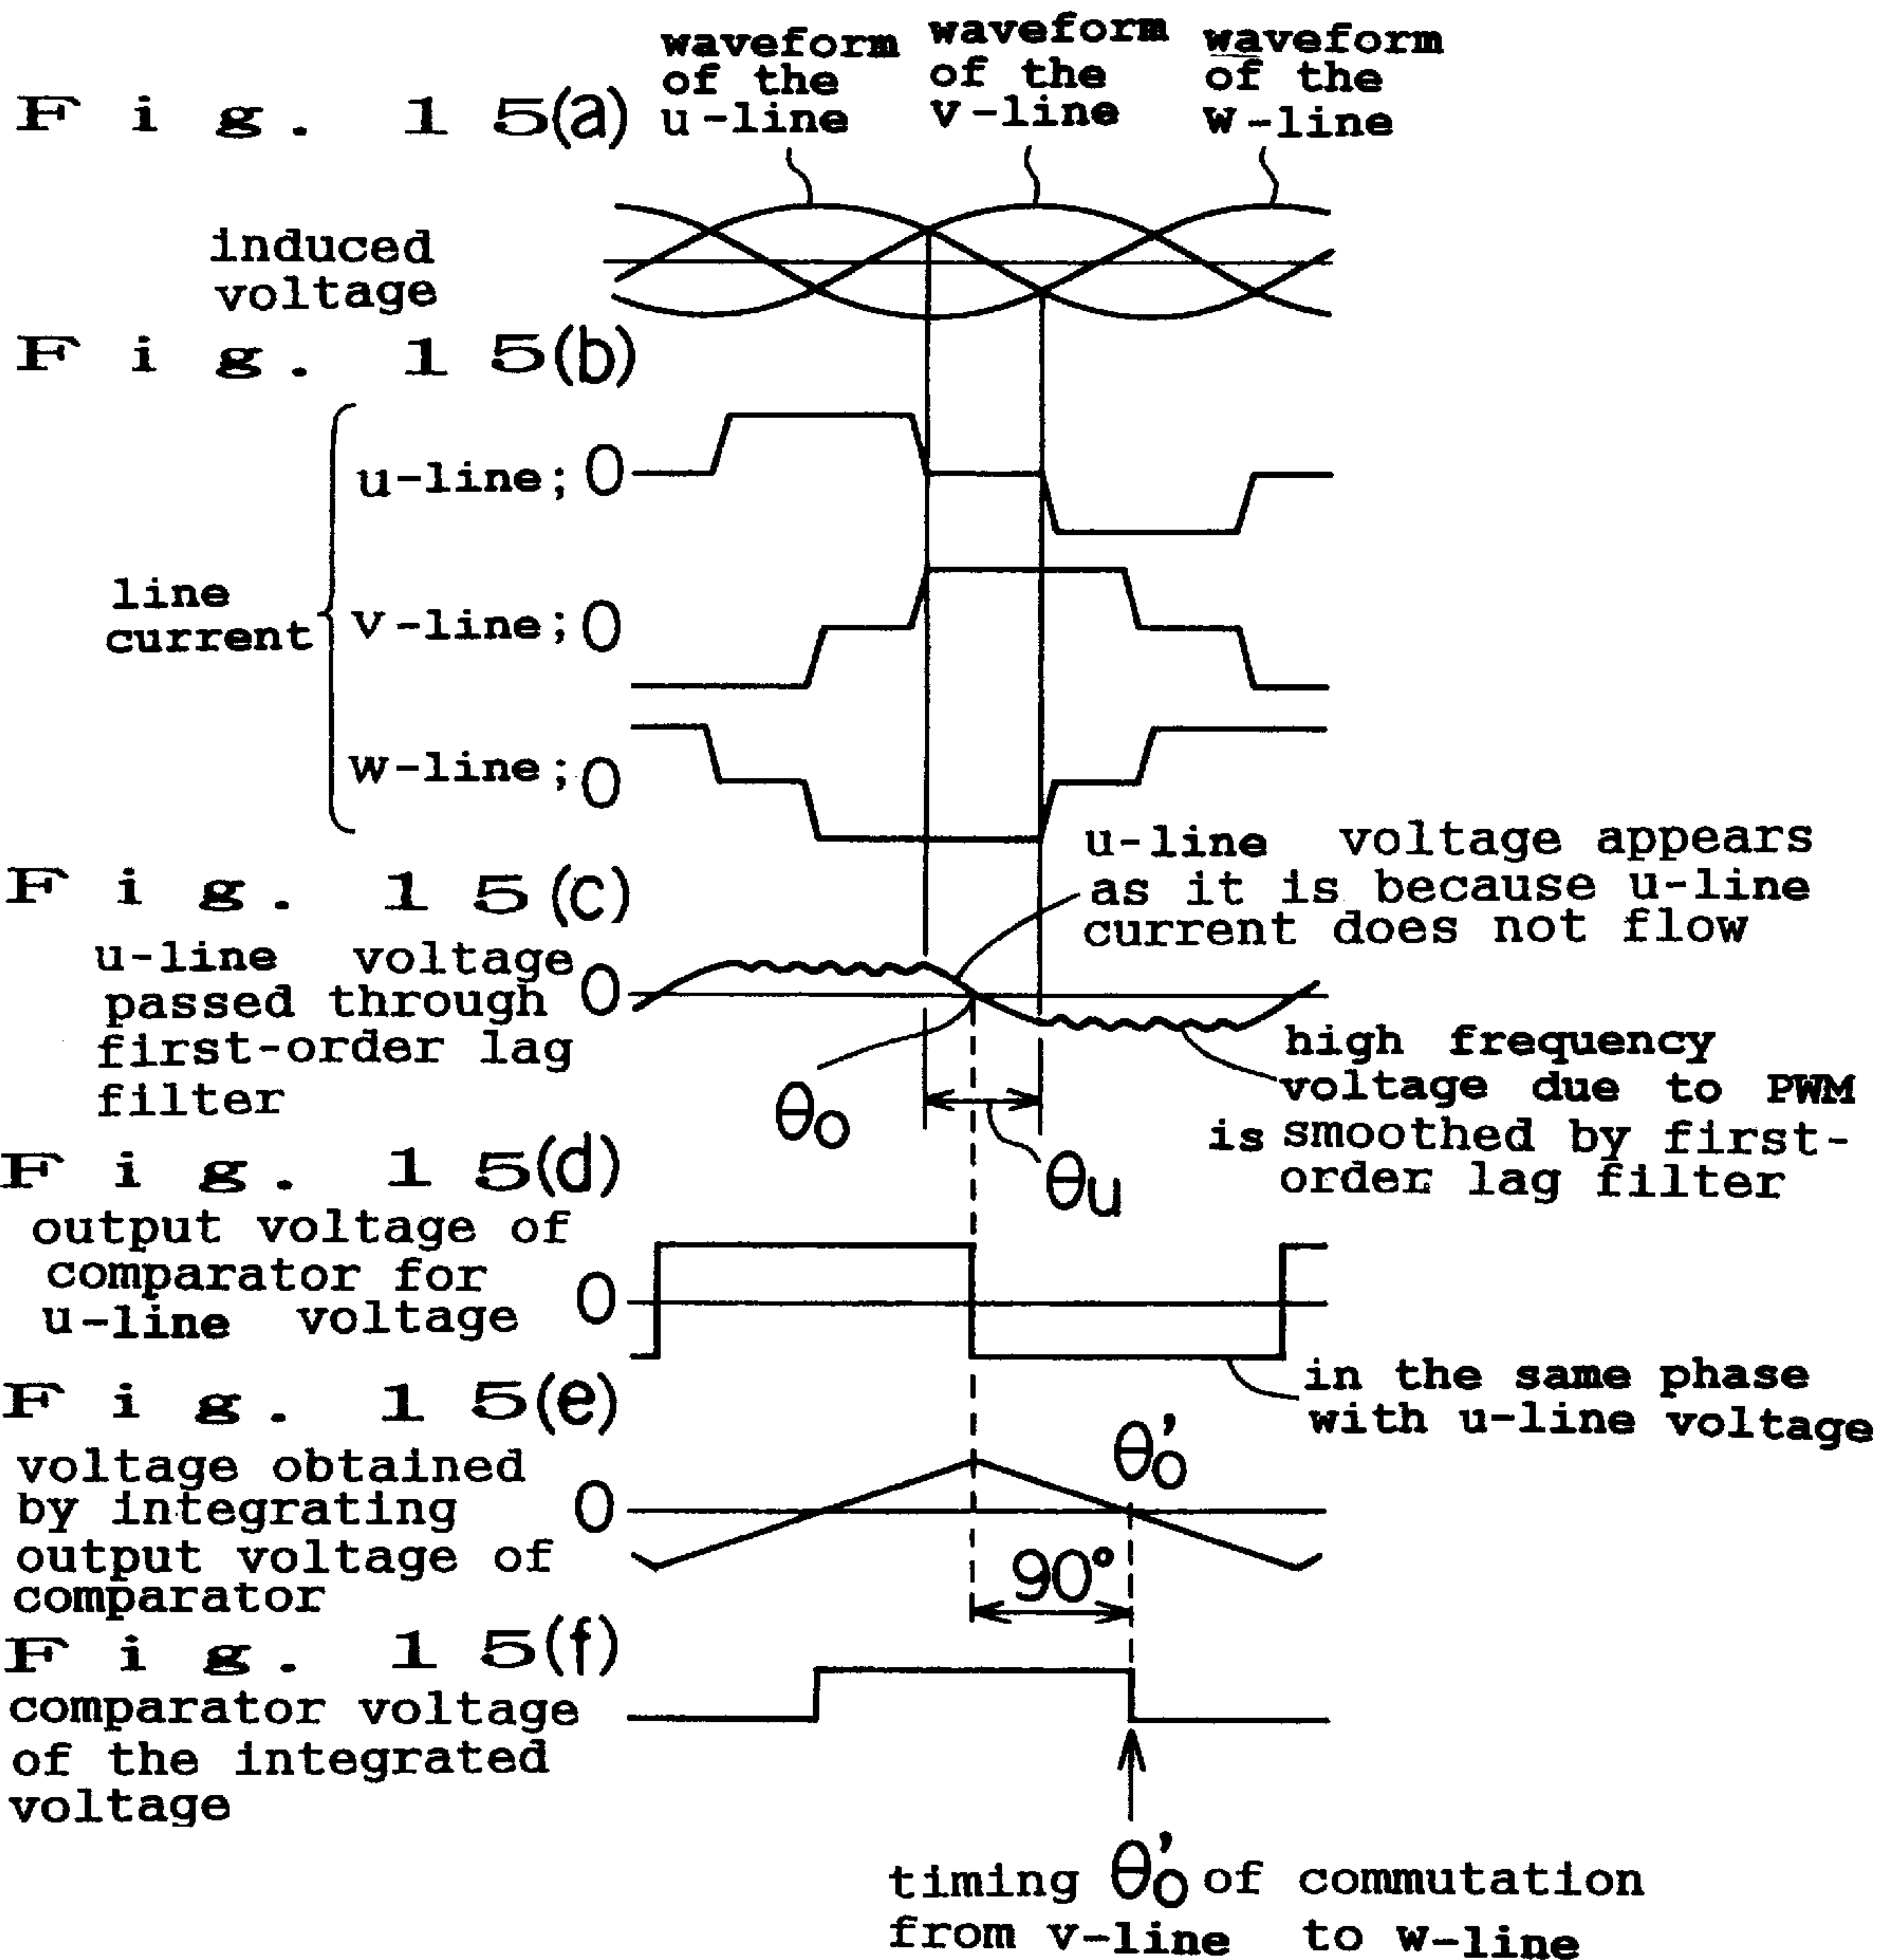 Fig. 15(a)
waveform
of the
u-line
waveform
of the
v-line
waveform
of the
w-line
induced
voltage
Fig. 15(b)
line
current
u-line; 0
v-line; 0
w-line; 0
Fig. 15(c)
u-line voltage
passed through
first-order lag
filter
0
u-line voltage appears
as it is because u-line
current does not flow
θo
θu
high frequency
voltage due to PWM
is smoothed by first-
order lag filter
Fig. 15(d)
output voltage of
comparator for
u-line voltage
0
in the same phase
with u-line voltage
Fig. 15(e)
voltage obtained
by integrating
output voltage of
comparator
0
θ'o
90°
Fig. 15(f)
comparator voltage
of the integrated
voltage
timing θ'o of commutation
from v-line to w-line